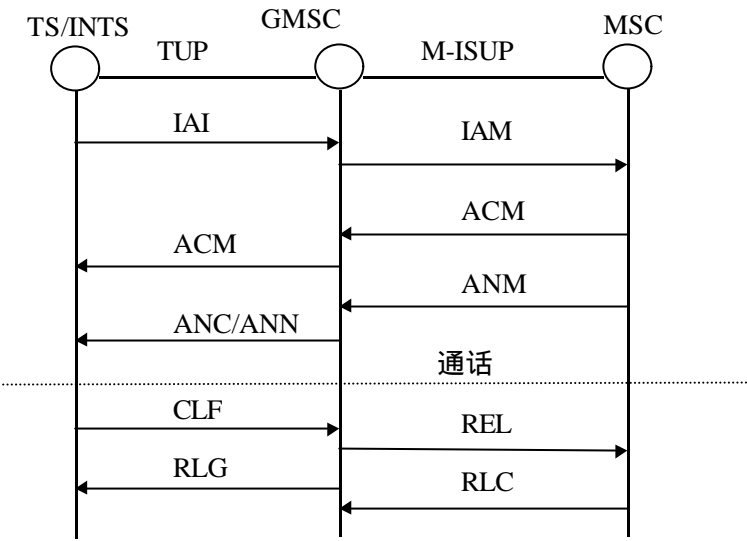 TS/INTS
GMSC
MSC
TUP
M-ISUP
IAI
IAM
ACM
ACM
ANM
ANC/ANN
通话
CLF
REL
RLG
RLC